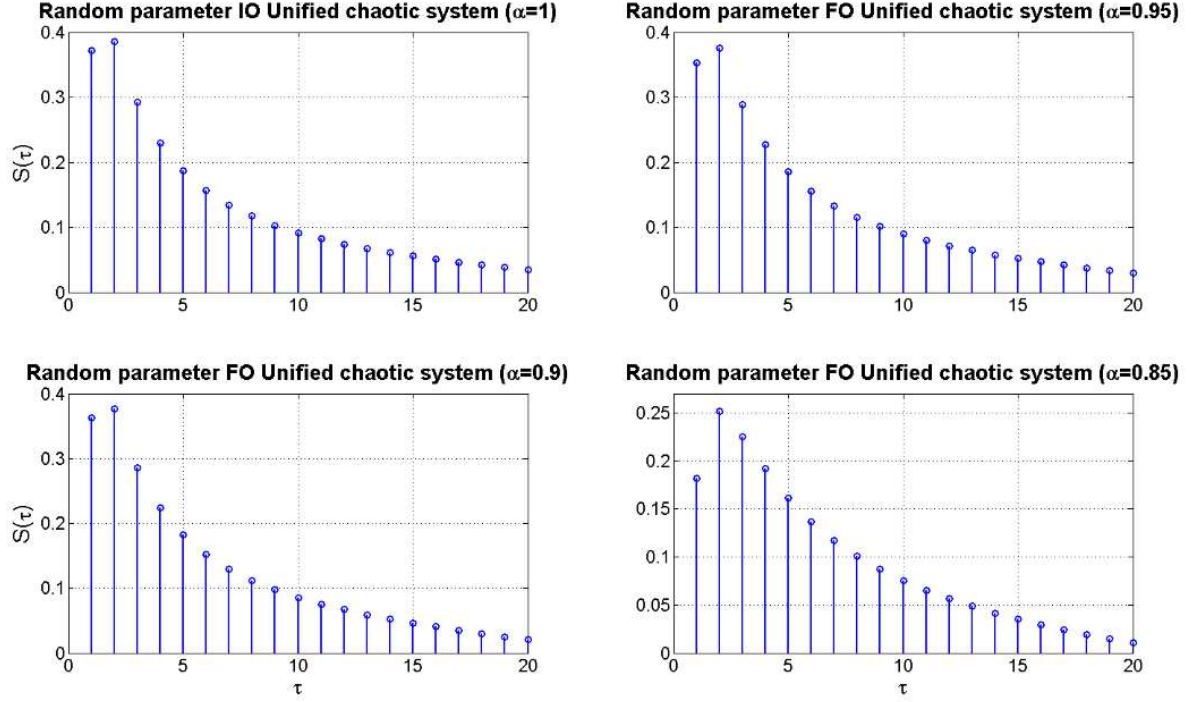 Random parameter IO Unified chaotic system (α=1)
0.4
0.3
0.2
0.1
0
S(τ)
0 5 10 15 20
Random parameter FO Unified chaotic system (α=0.95)
0.4
0.3
0.2
0.1
0
0 5 10 15 20
Random parameter FO Unified chaotic system (α=0.9)
0.4
0.3
0.2
0.1
0
S(τ)
0 5 10 15 20
τ
Random parameter FO Unified chaotic system (α=0.85)
0.25
0.2
0.15
0.1
0.05
0
0 5 10 15 20
τ